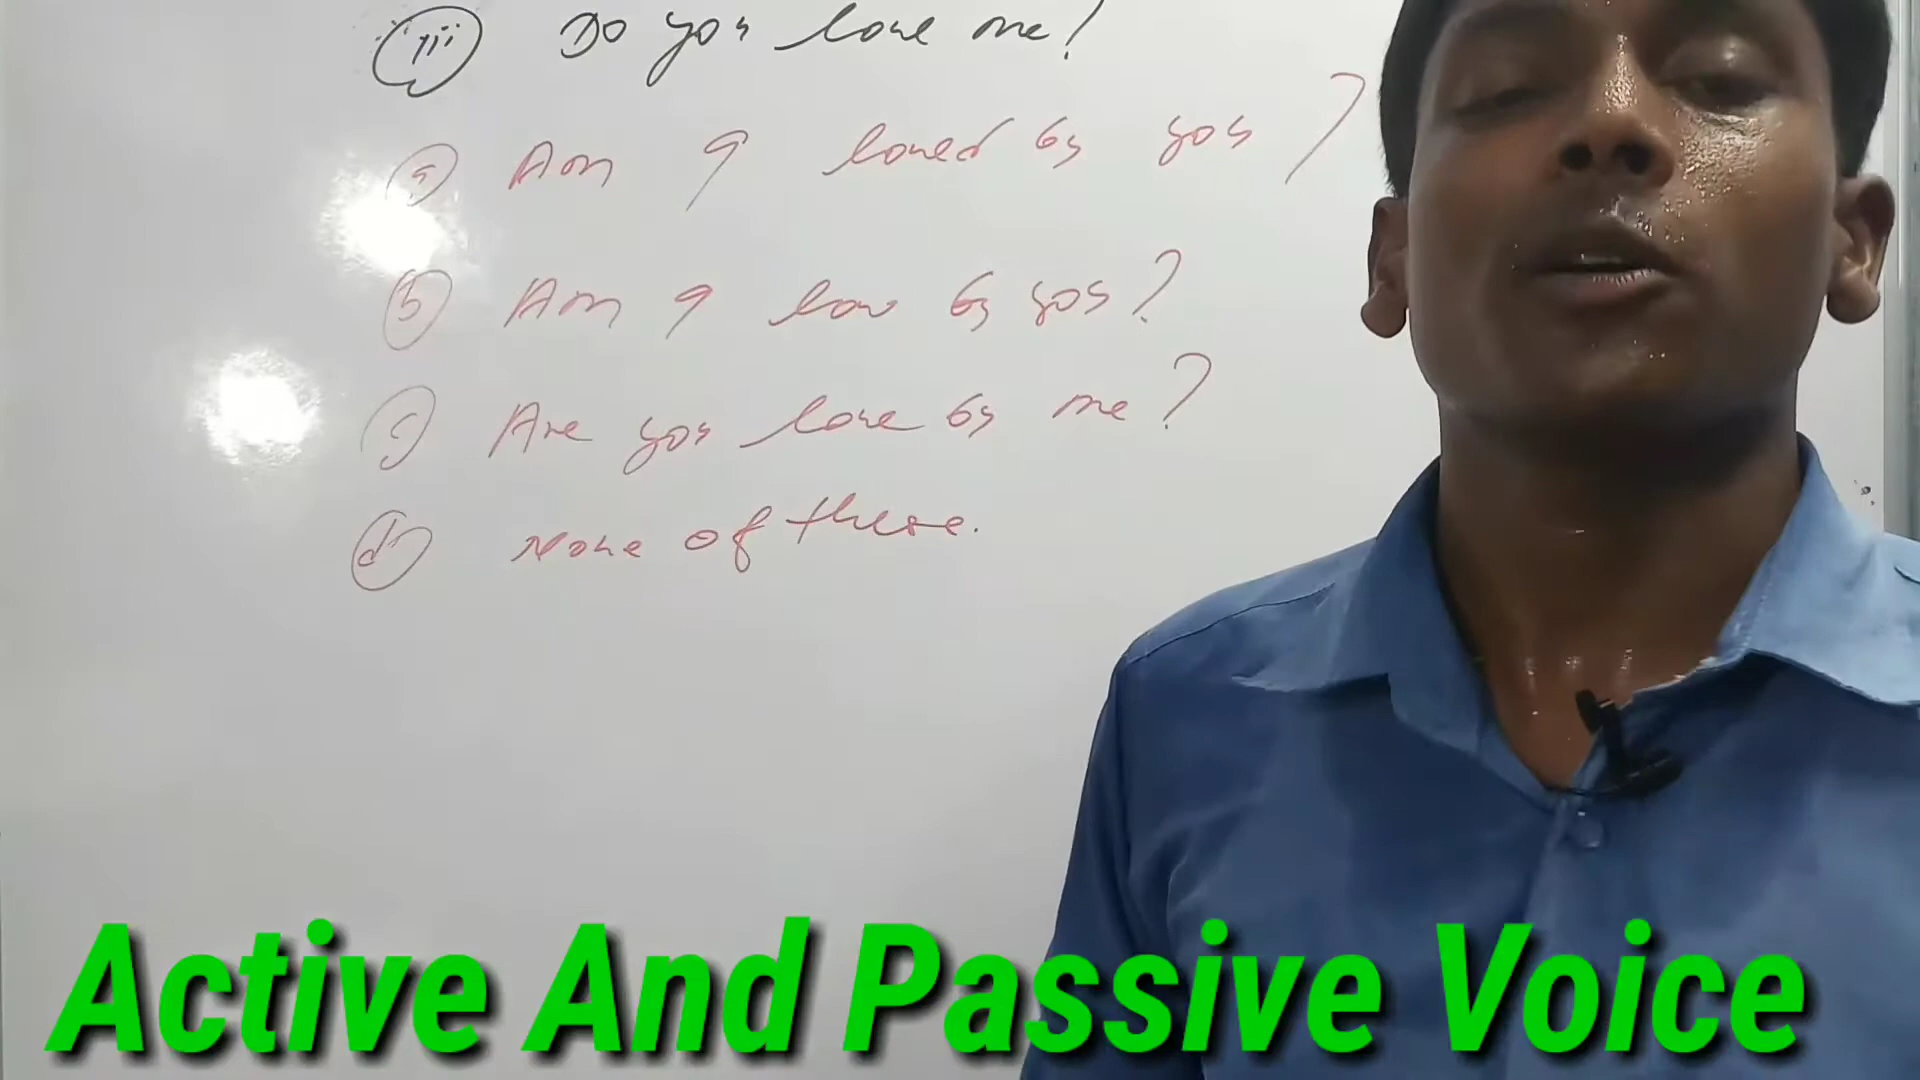 (iii) Do you love me?
(a) Am I loved by you?
(b) Am I love by you?
(c) Are you love by me?
(d) None of these.
Active And Passive Voice